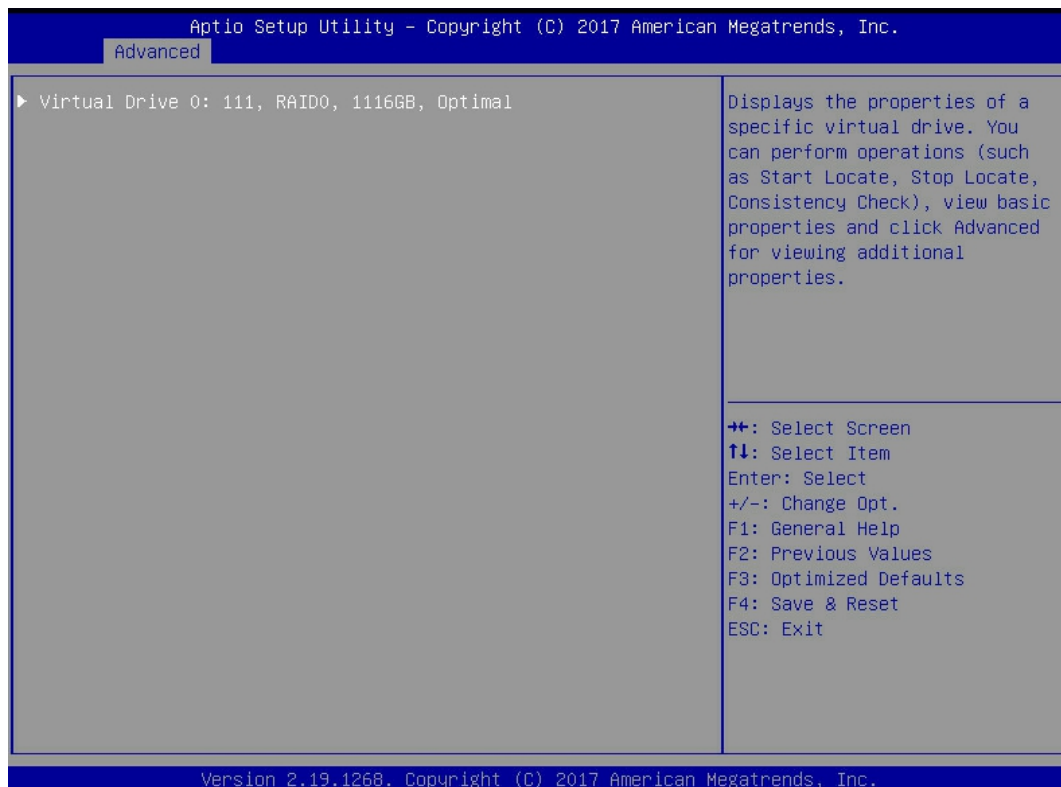 Aptio Setup Utility – Copyright (C) 2017 American Megatrends, Inc.
Advanced
▶ Virtual Drive 0: 111, RAID0, 1116GB, Optimal
Displays the properties of a
specific virtual drive. You
can perform operations (such
as Start Locate, Stop Locate,
Consistency Check), view basic
properties and click Advanced
for viewing additional
properties.
→←: Select Screen
↑↓: Select Item
Enter: Select
+/-: Change Opt.
F1: General Help
F2: Previous Values
F3: Optimized Defaults
F4: Save & Reset
ESC: Exit
Version 2.19.1268. Copyright (C) 2017 American Megatrends, Inc.